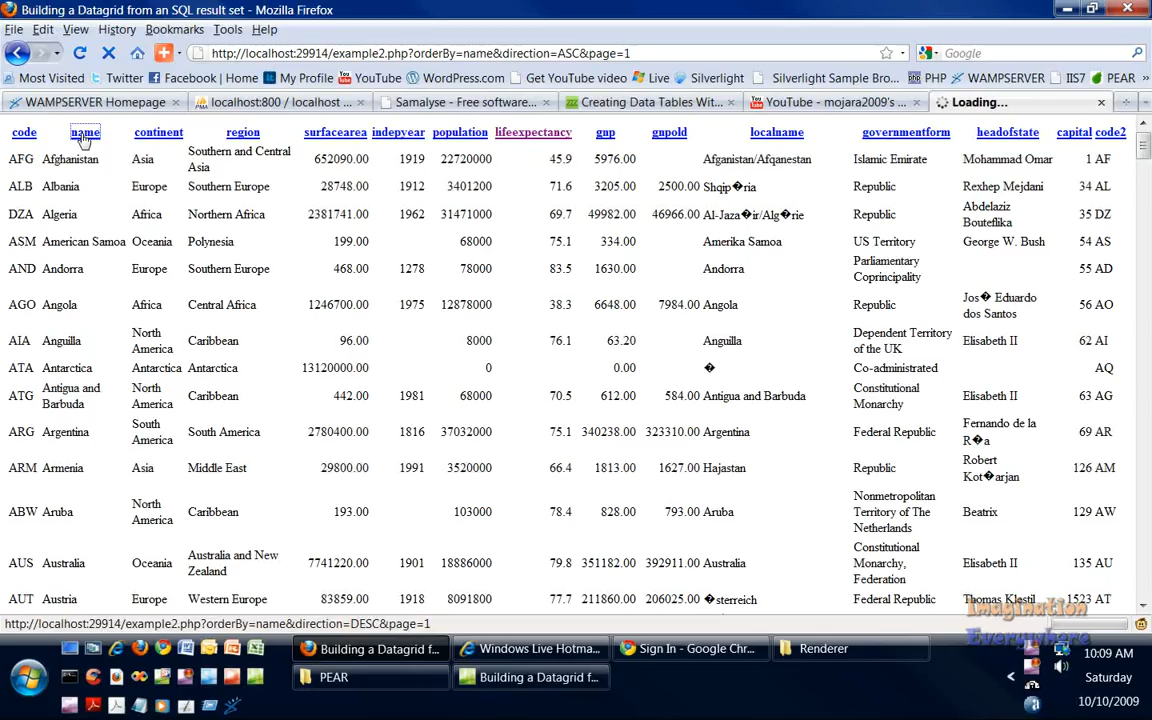 Building a Datagrid from an SQL result set - Mozilla Firefox
File Edit View History Bookmarks Tools Help
http://localhost:29914/example2.php?orderBy=name&direction=ASC&page=1
Google
Most Visited Twitter Facebook | Home My Profile YouTube WordPress.com Get YouTube video Live Silverlight Silverlight Sample Bro... PHP WAMPSERVER IIS7 PEAR
WAMPSERVER Homepage localhost:800 / localhost ... Samalyse - Free software... Creating Data Tables Wit... YouTube - mojara2009's ... Loading...
code name continent region surfacearea indepyear population lifeexpectancy gnp gnpold localname governmentform headofstate capital code2
AFG Afghanistan Asia Southern and Central Asia 652090.00 1919 22720000 45.9 5976.00 Afganistan/Afqanestan Islamic Emirate Mohammad Omar 1 AF
ALB Albania Europe Southern Europe 28748.00 1912 3401200 71.6 3205.00 2500.00 Shqip�ria Republic Rexhep Mejdani 34 AL
DZA Algeria Africa Northern Africa 2381741.00 1962 31471000 69.7 49982.00 46966.00 Al-Jaza�ir/Alg�rie Republic Abdelaziz Bouteflika 35 DZ
ASM American Samoa Oceania Polynesia 199.00 68000 75.1 334.00 Amerika Samoa US Territory George W. Bush 54 AS
AND Andorra Europe Southern Europe 468.00 1278 78000 83.5 1630.00 Andorra Parliamentary Coprincipality 55 AD
AGO Angola Africa Central Africa 1246700.00 1975 12878000 38.3 6648.00 7984.00 Angola Republic Jos� Eduardo dos Santos 56 AO
AIA Anguilla North America Caribbean 96.00 8000 76.1 63.20 Anguilla Dependent Territory of the UK Elisabeth II 62 AI
ATA Antarctica Antarctica Antarctica 13120000.00 0 0.00 � Co-administrated AQ
ATG Antigua and Barbuda North America Caribbean 442.00 1981 68000 70.5 612.00 584.00 Antigua and Barbuda Constitutional Monarchy Elisabeth II 63 AG
ARG Argentina South America South America 2780400.00 1816 37032000 75.1 340238.00 323310.00 Argentina Federal Republic Fernando de la R�a 69 AR
ARM Armenia Asia Middle East 29800.00 1991 3520000 66.4 1813.00 1627.00 Hajastan Republic Robert Kot�arjan 126 AM
ABW Aruba North America Caribbean 193.00 103000 78.4 828.00 793.00 Aruba Nonmetropolitan Territory of The Netherlands Beatrix 129 AW
AUS Australia Oceania Australia and New Zealand 7741220.00 1901 18886000 79.8 351182.00 392911.00 Australia Constitutional Monarchy, Federation Elisabeth II 135 AU
AUT Austria Europe Western Europe 83859.00 1918 8091800 77.7 211860.00 206025.00 �sterreich Federal Republic Thomas Klestil 1523 AT
Imagination
Everywhere
http://localhost:29914/example2.php?orderBy=name&direction=DESC&page=1
Building a Datagrid f... Windows Live Hotma... Sign In - Google Chr... Renderer
PEAR Building a Datagrid f...
10:09 AM
Saturday
10/10/2009